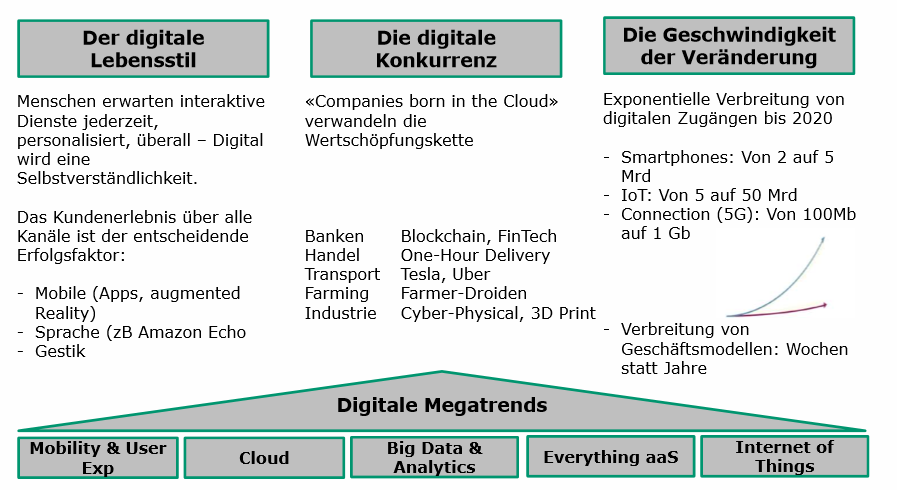 Der digitale
Lebensstil
Menschen erwarten interaktive
Dienste jederzeit,
personalisiert, überall – Digital
wird eine
Selbstverständlichkeit.
Das Kundenerlebnis über alle
Kanäle ist der entscheidende
Erfolgsfaktor:
- Mobile (Apps, augmented
Reality)
- Sprache (zB Amazon Echo
- Gestik
Die digitale
Konkurrenz
«Companies born in the Cloud»
verwandeln die
Wertschöpfungskette
Banken Blockchain, FinTech
Handel One-Hour Delivery
Transport Tesla, Uber
Farming Farmer-Droiden
Industrie Cyber-Physical, 3D Print
Die Geschwindigkeit
der Veränderung
Exponentielle Verbreitung von
digitalen Zugängen bis 2020
- Smartphones: Von 2 auf 5
Mrd
- IoT: Von 5 auf 50 Mrd
- Connection (5G): Von 100Mb
auf 1 Gb
- Verbreitung von
Geschäftsmodellen: Wochen
statt Jahre
Digitale Megatrends
Mobility & User
Exp
Cloud
Big Data &
Analytics
Everything aaS
Internet of
Things